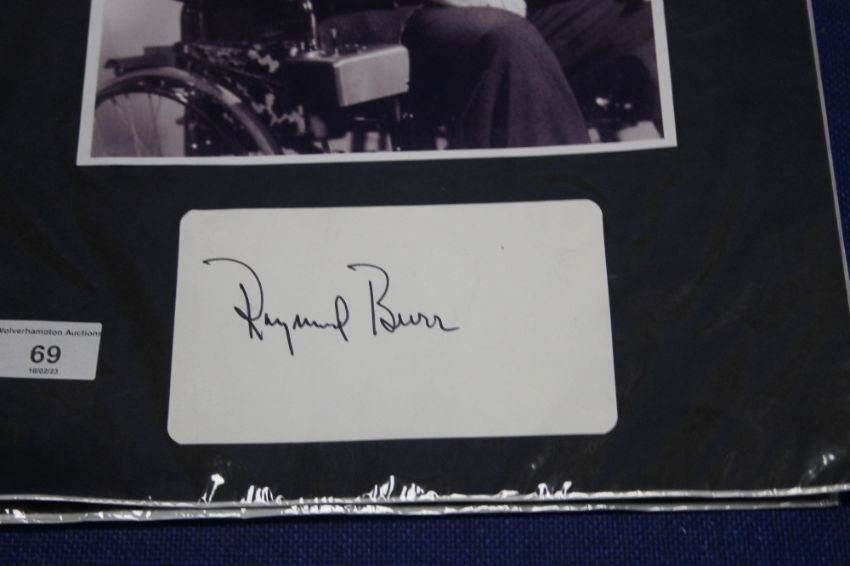 Raymond Burr
Wolverhampton Auctions
69
16/02/23